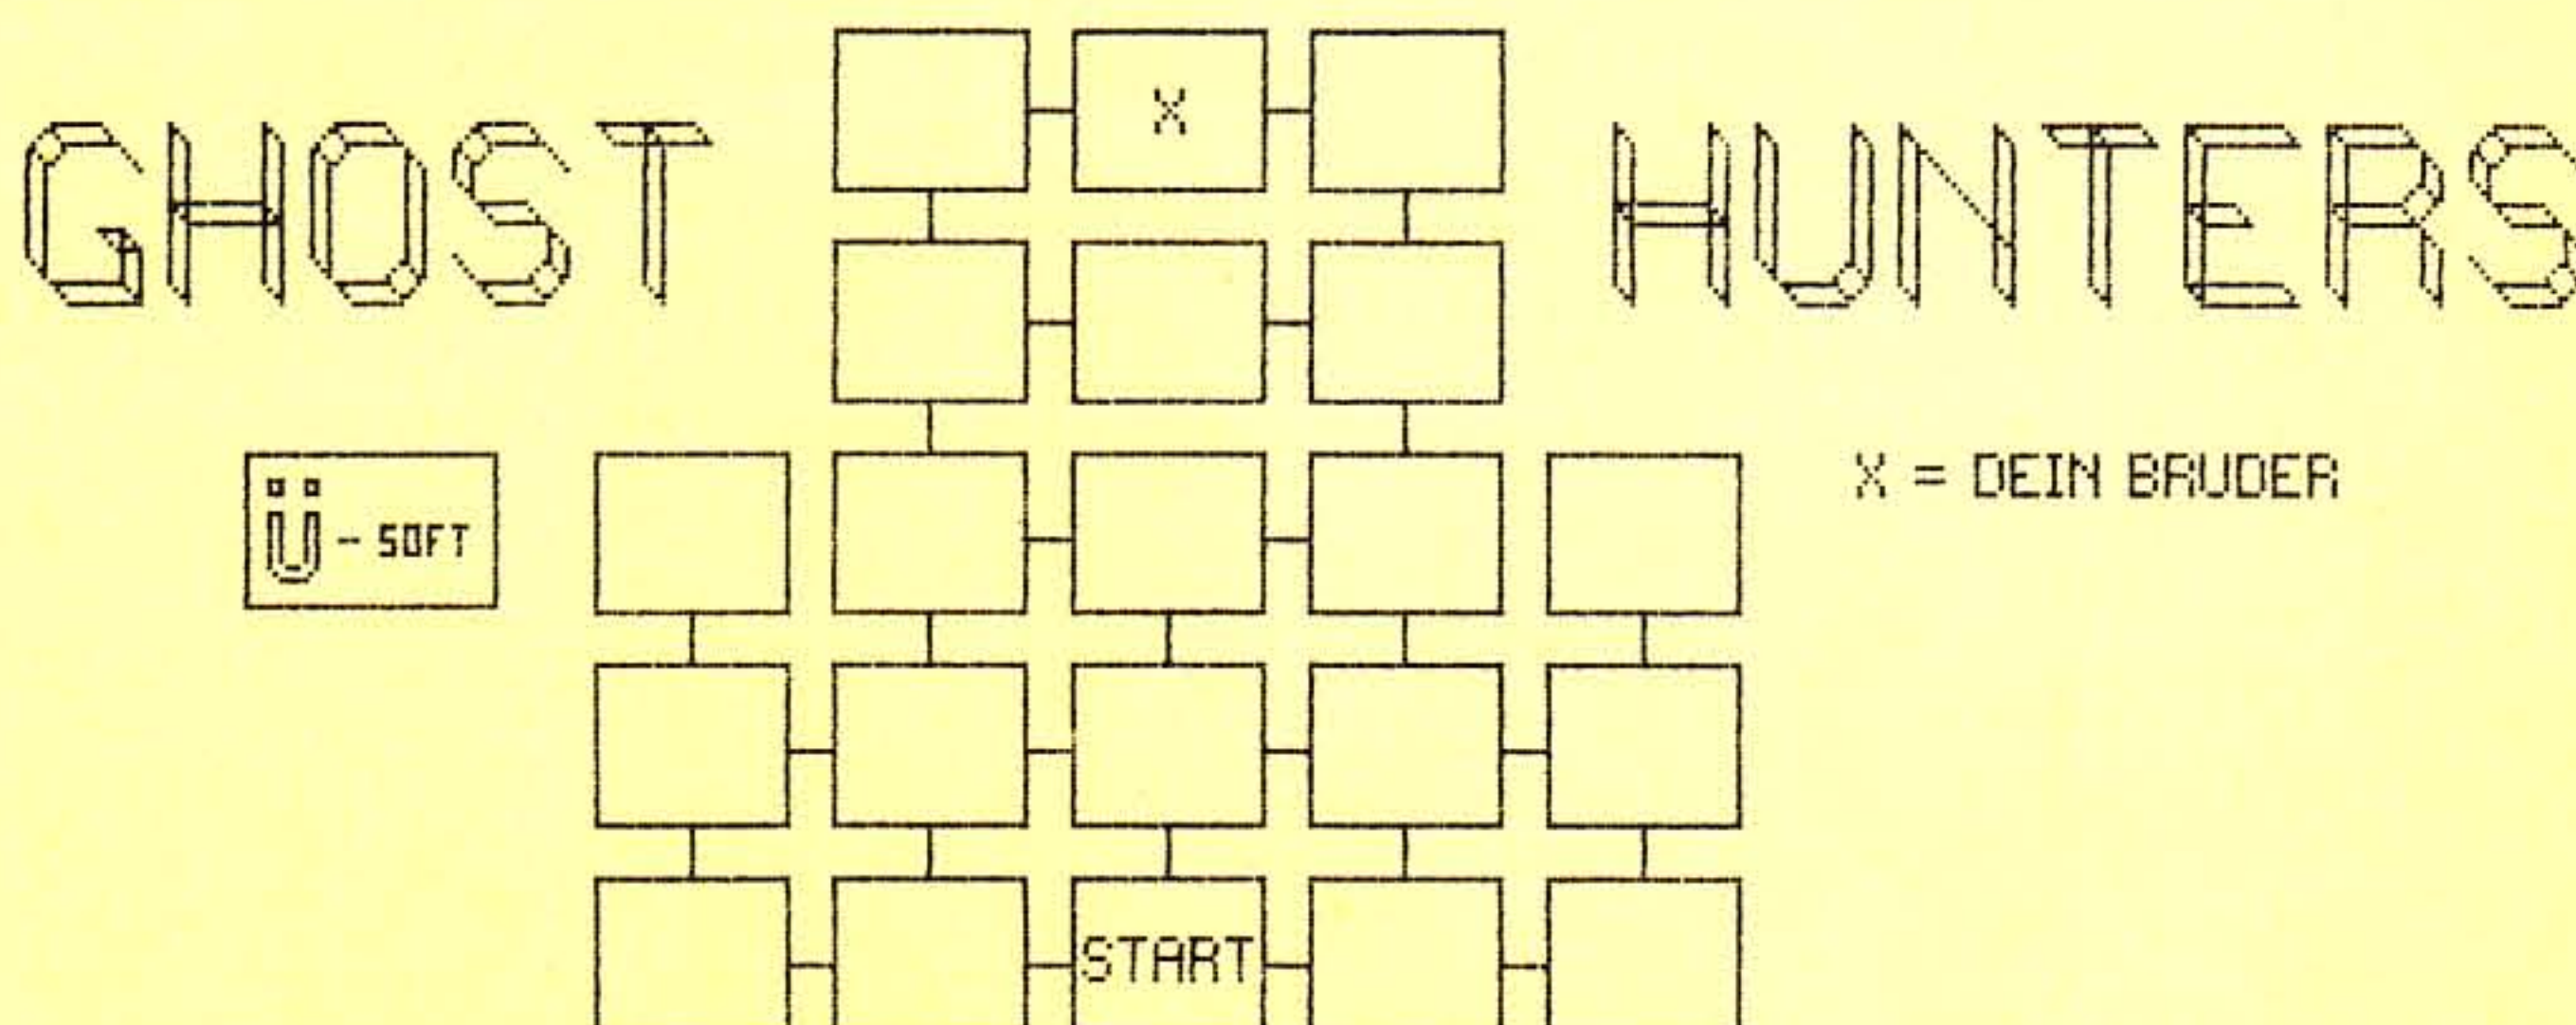 GHOST HUNTERS
X
Ü - SOFT
X = DEIN BRUDER
START